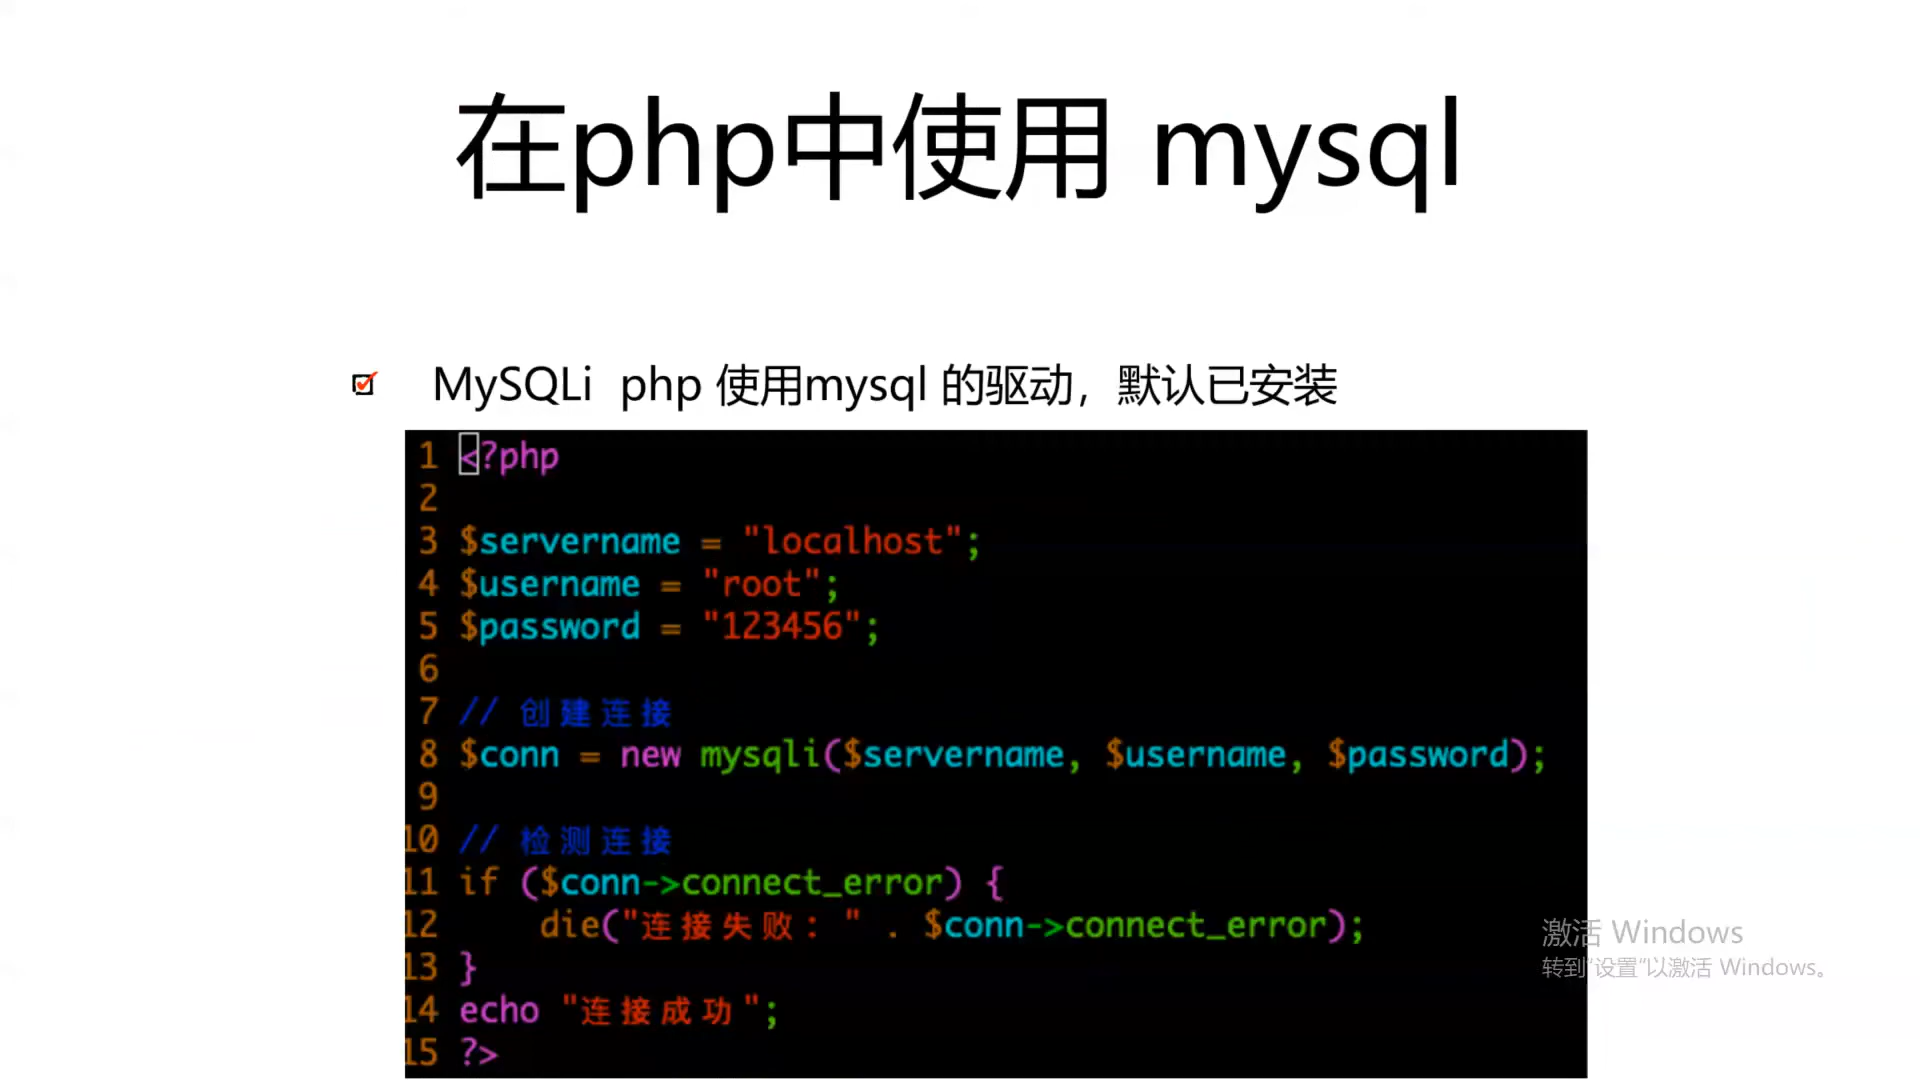 在php中使用 mysql
MySQLi  php 使用mysql 的驱动，默认已安装
1 <?php
2
3 $servername = "localhost";
4 $username = "root";
5 $password = "123456";
6
7 // 创建连接
8 $conn = new mysqli($servername, $username, $password);
9
10 // 检测连接
11 if ($conn->connect_error) {
12     die("连接失败: " . $conn->connect_error);
13 }
14 echo "连接成功";
15 ?>
激活 Windows
转到"设置"以激活 Windows。